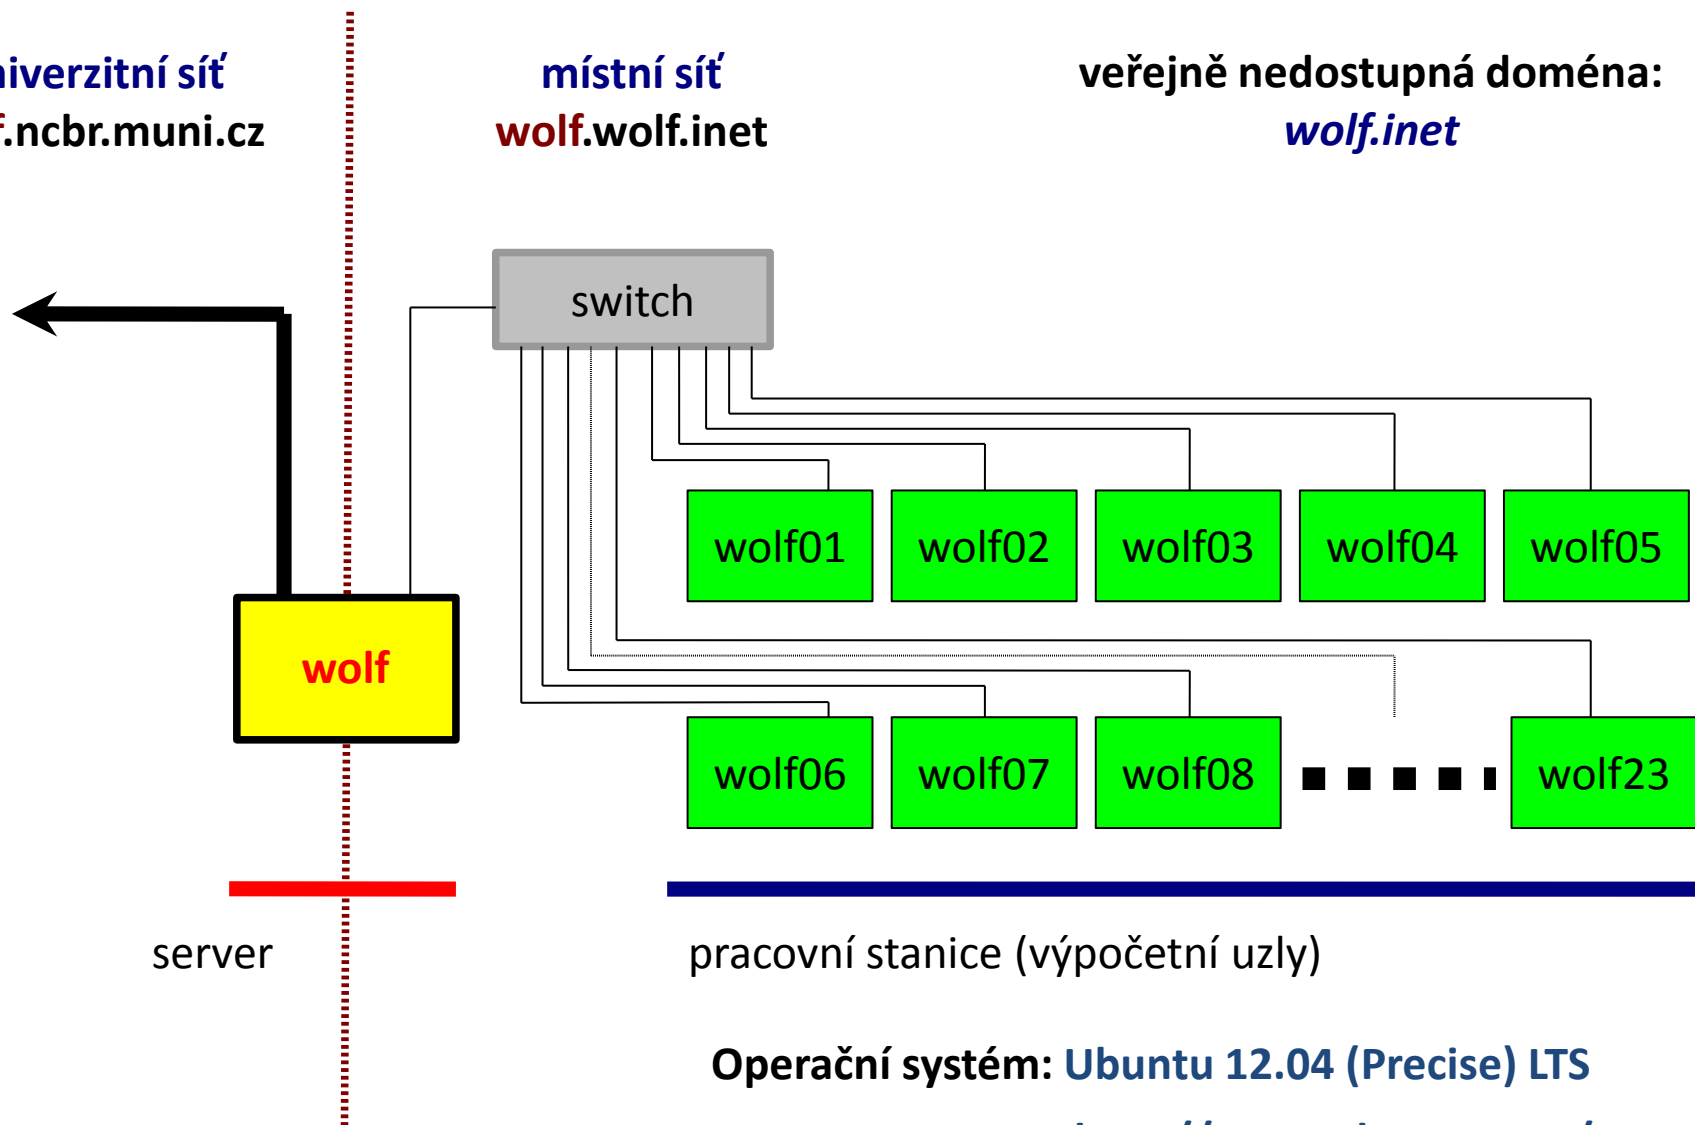 síť
.ncbr.muni.cz
místní síť
wolf.wolf.inet
veřejně nedostupná doména:
wolf.inet
switch
wolf01 wolf02 wolf03 wolf04 wolf05
wolf
wolf06 wolf07 wolf08 wolf23
server
pracovní stanice (výpočetní uzly)
Operační systém: Ubuntu 12.04 (Precise) LTS